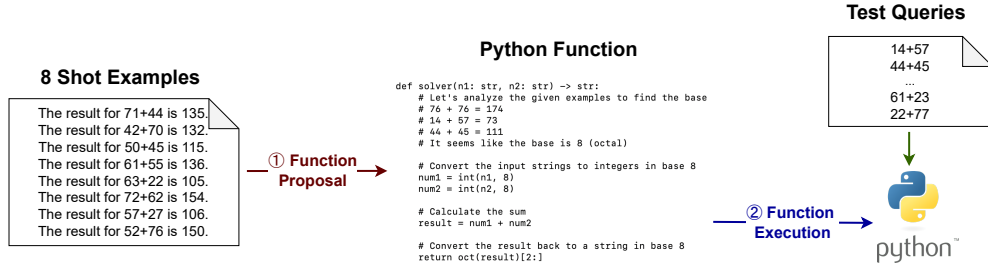 8 Shot Examples
The result for 71+44 is 135.
The result for 42+70 is 132.
The result for 50+45 is 115.
The result for 61+55 is 136.
The result for 63+22 is 105.
The result for 72+62 is 154.
The result for 57+27 is 106.
The result for 52+76 is 150.
① Function
Proposal
Python Function
def solver(n1: str, n2: str) -> str:
# Let's analyze the given examples to find the base
# 76 + 76 = 174
# 14 + 57 = 73
# 44 + 45 = 111
# It seems like the base is 8 (octal)
# Convert the input strings to integers in base 8
num1 = int(n1, 8)
num2 = int(n2, 8)
# Calculate the sum
result = num1 + num2
# Convert the result back to a string in base 8
return oct(result)[2:]
② Function
Execution
Test Queries
14+57
44+45
...
61+23
22+77
python™